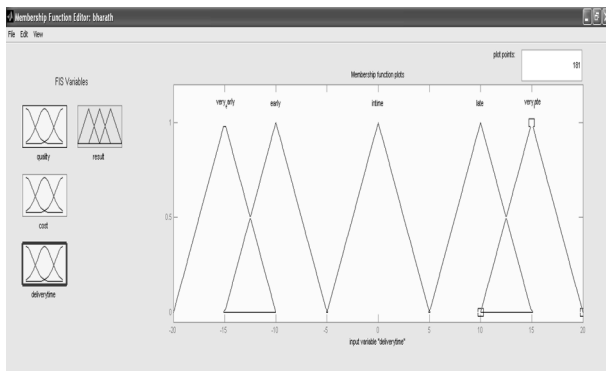 Membership Function Editor: bharath
File Edit View
plot points:
181
FIS Variables
Membership function plots
quality
result
cost
deliverytime
very_early
early
intime
late
very_late
1
0.5
0
-20 -15 -10 -5 0 5 10 15 20
input variable "deliverytime"